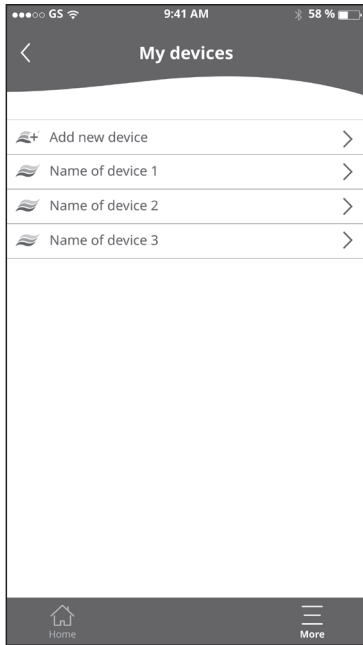 GS 9:41 AM 58 %
My devices
Add new device
Name of device 1
Name of device 2
Name of device 3
Home More